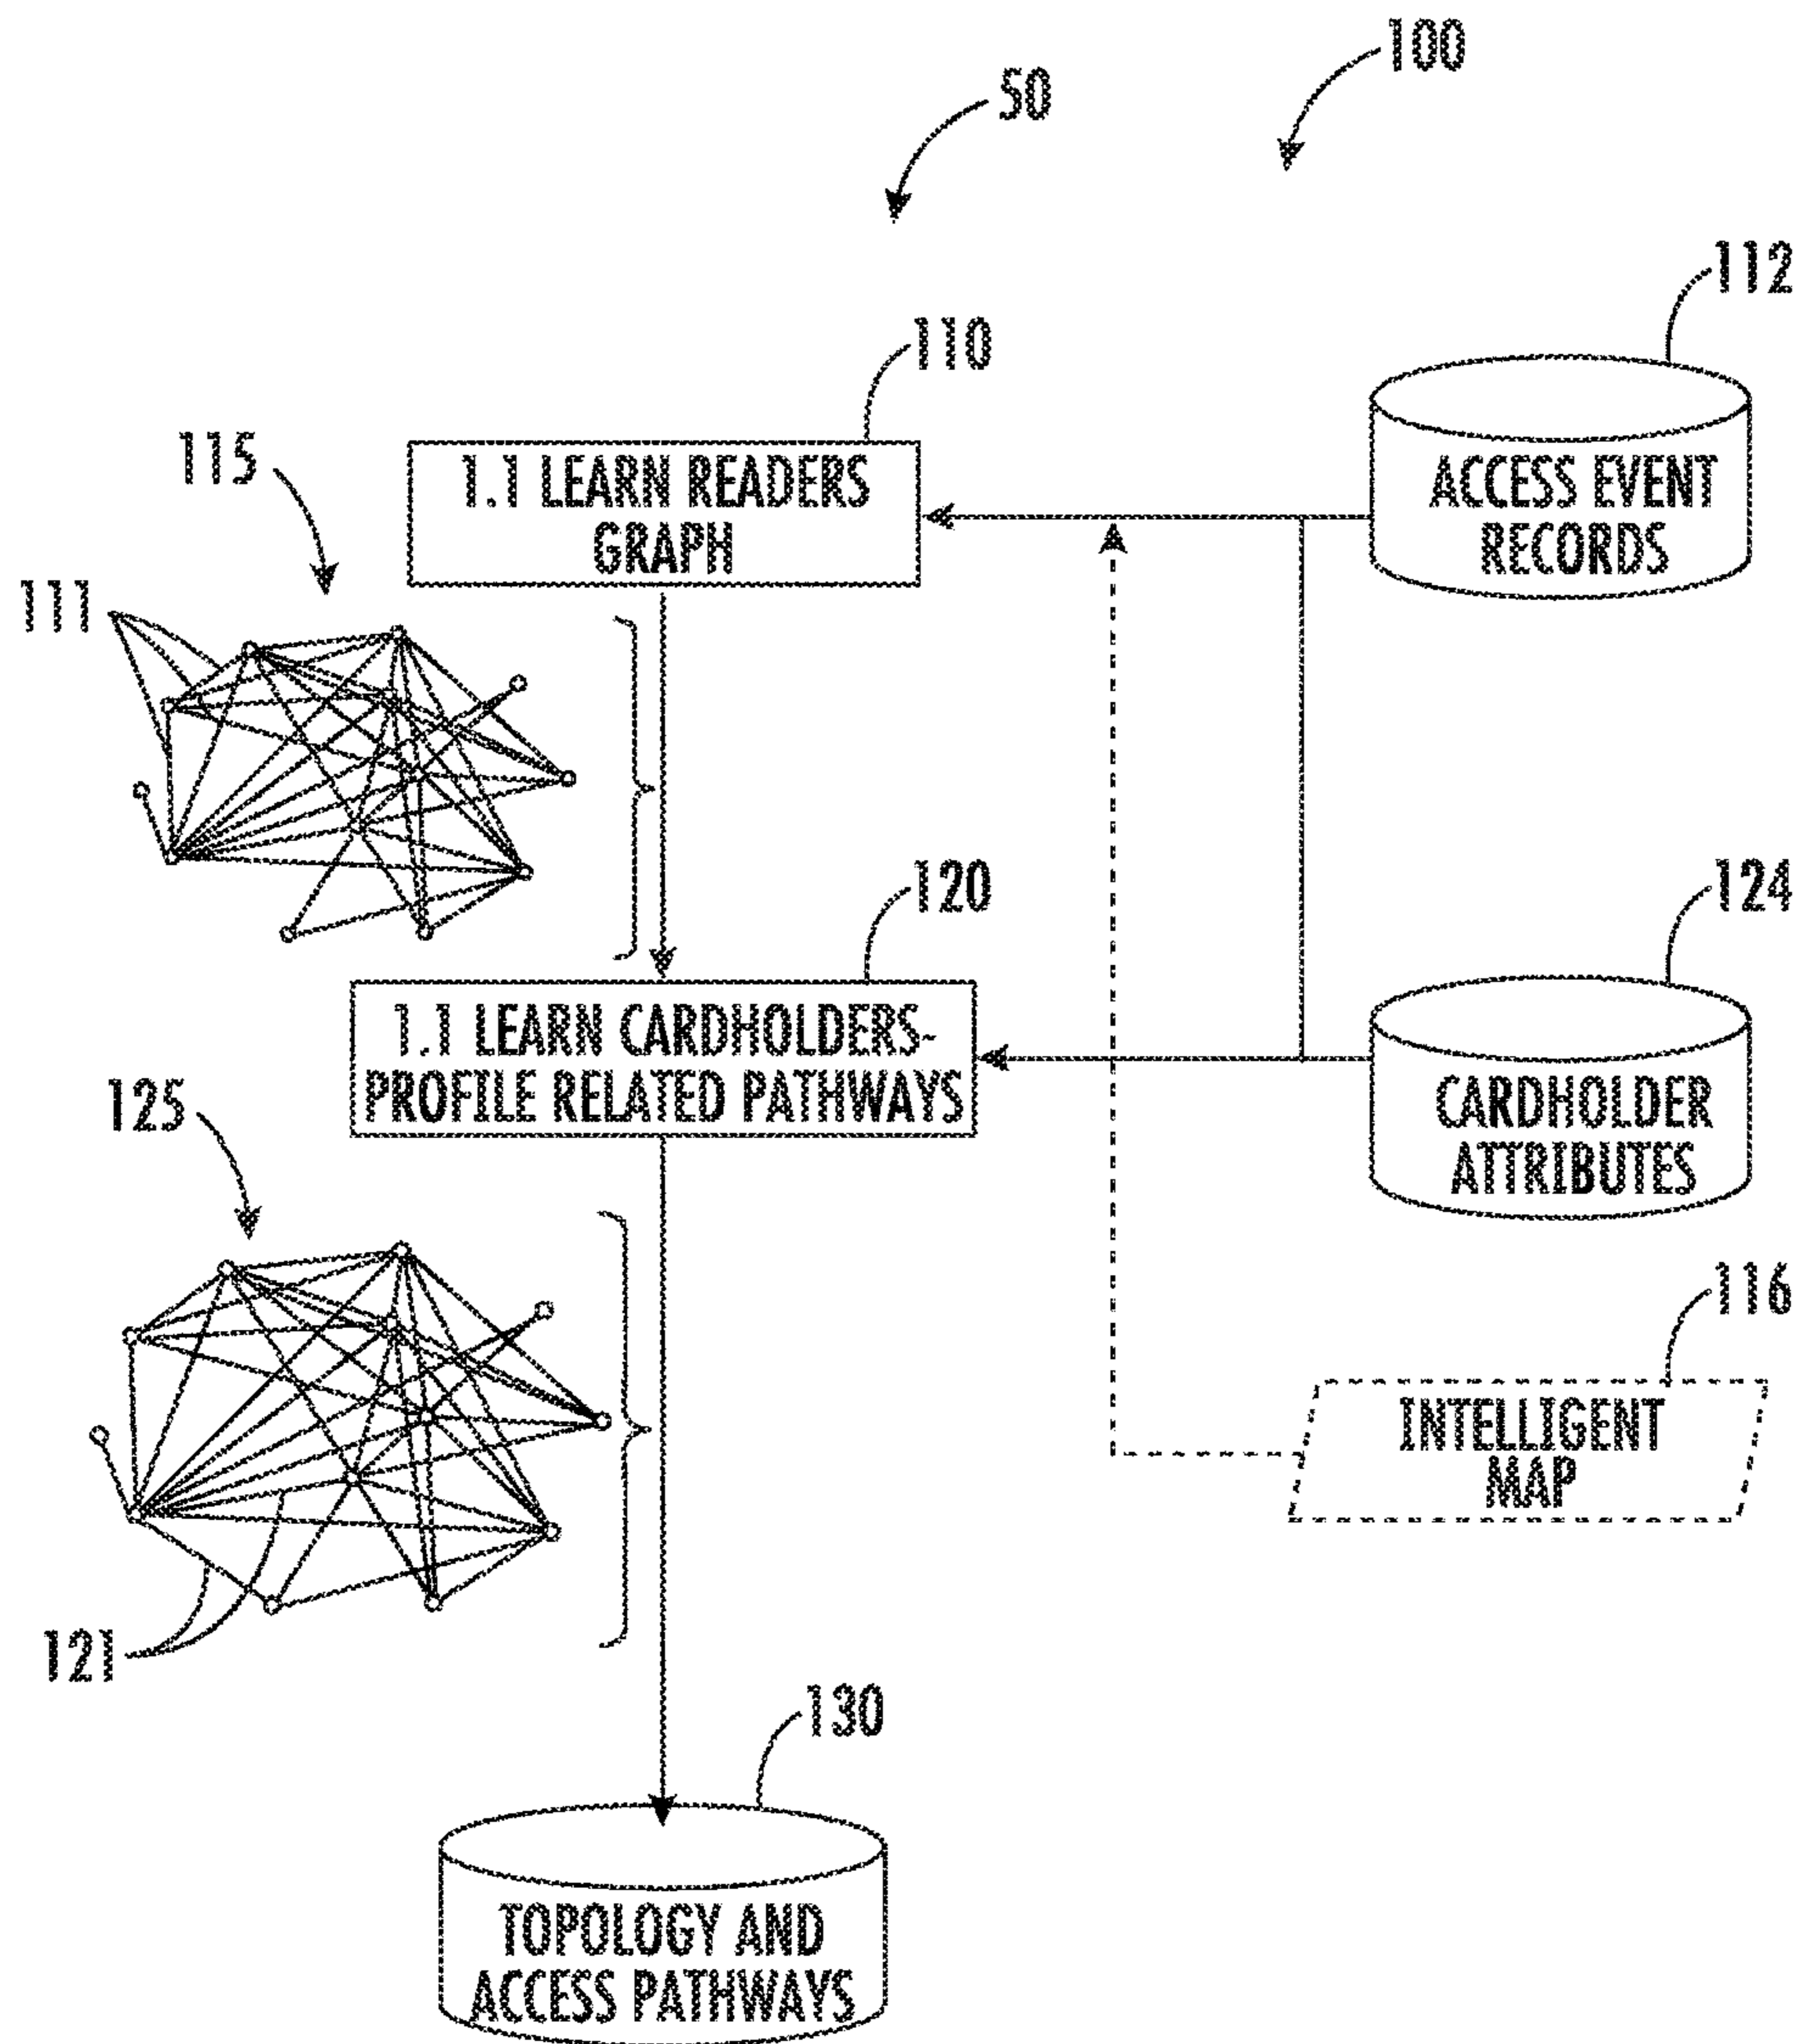 100
50
112
110
115
1.1 LEARN READERS
GRAPH
ACCESS EVENT
RECORDS
111
120
124
1.1 LEARN CARDHOLDERS-
PROFILE RELATED PATHWAYS
125
CARDHOLDER
ATTRIBUTES
116
INTELLIGENT
MAP
121
130
TOPOLOGY AND
ACCESS PATHWAYS